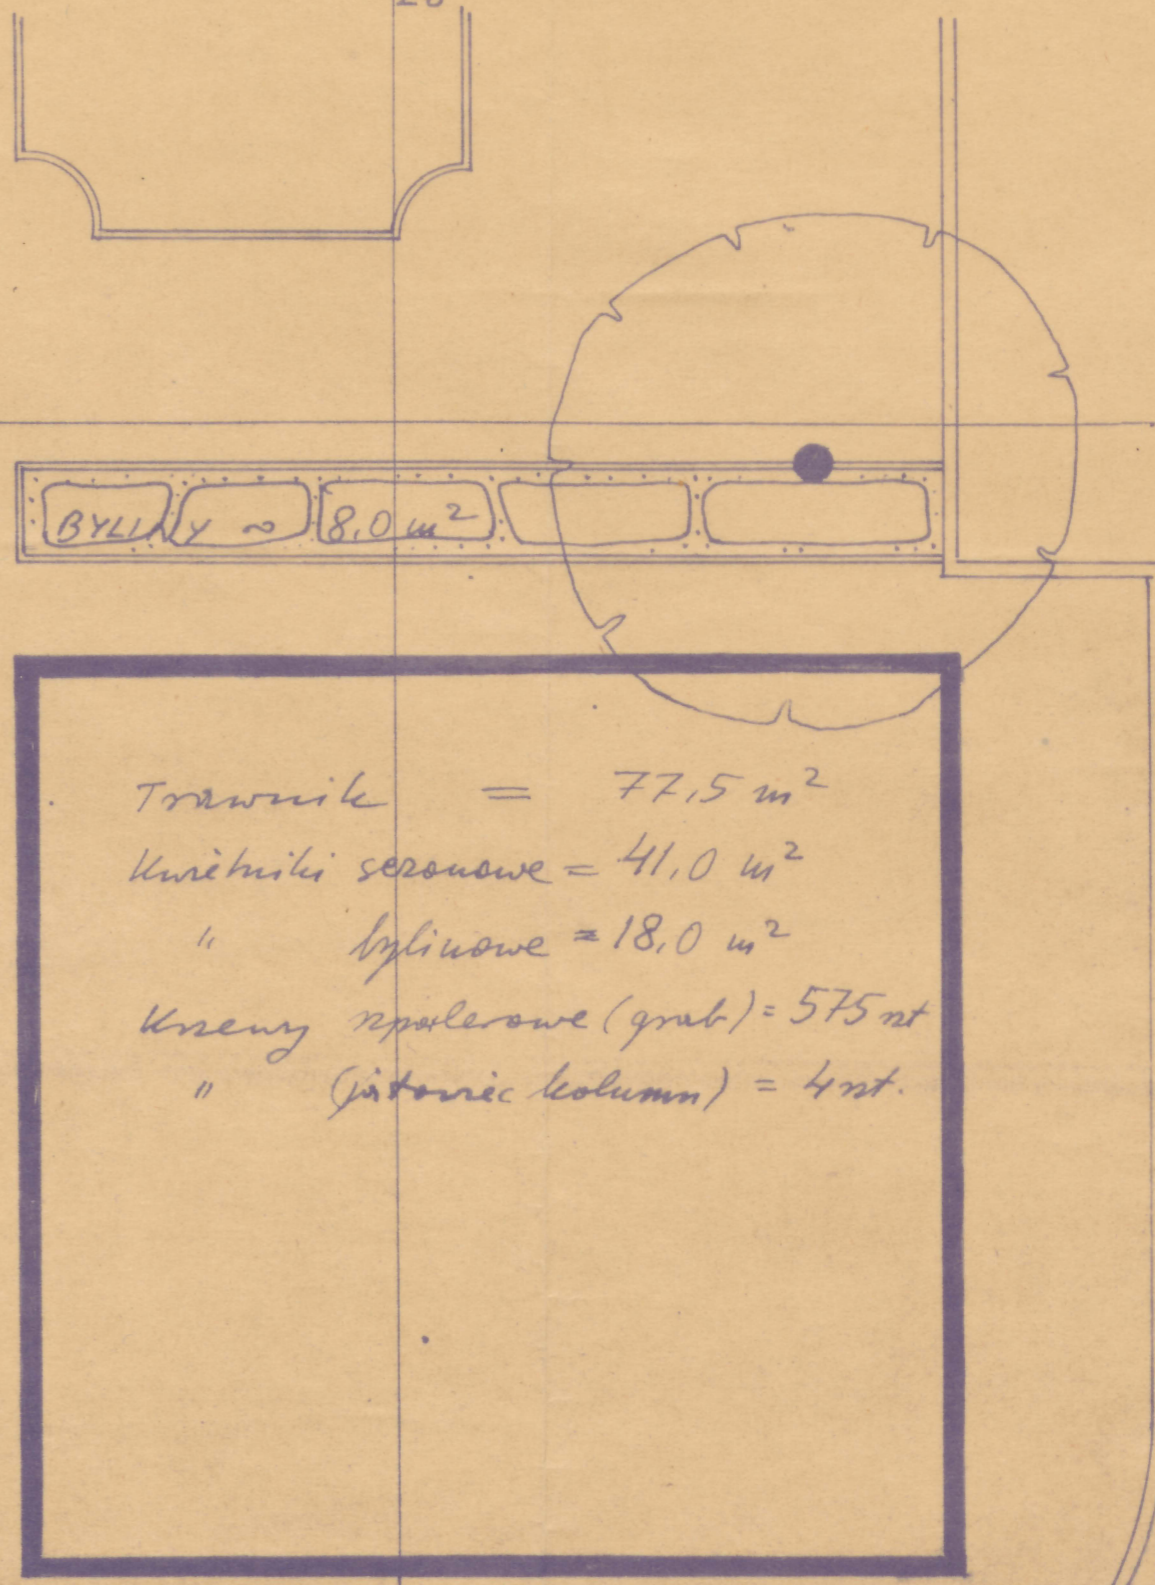 BYLINY ~ 8,0 m²
Trawnik = 77,5 m²
Kwietniki sezonowe = 41,0 m²
" bylinowe = 18,0 m²
Krzewy szpalerowe (grab) = 575 szt
" (jałowiec kolumn) = 4 szt.